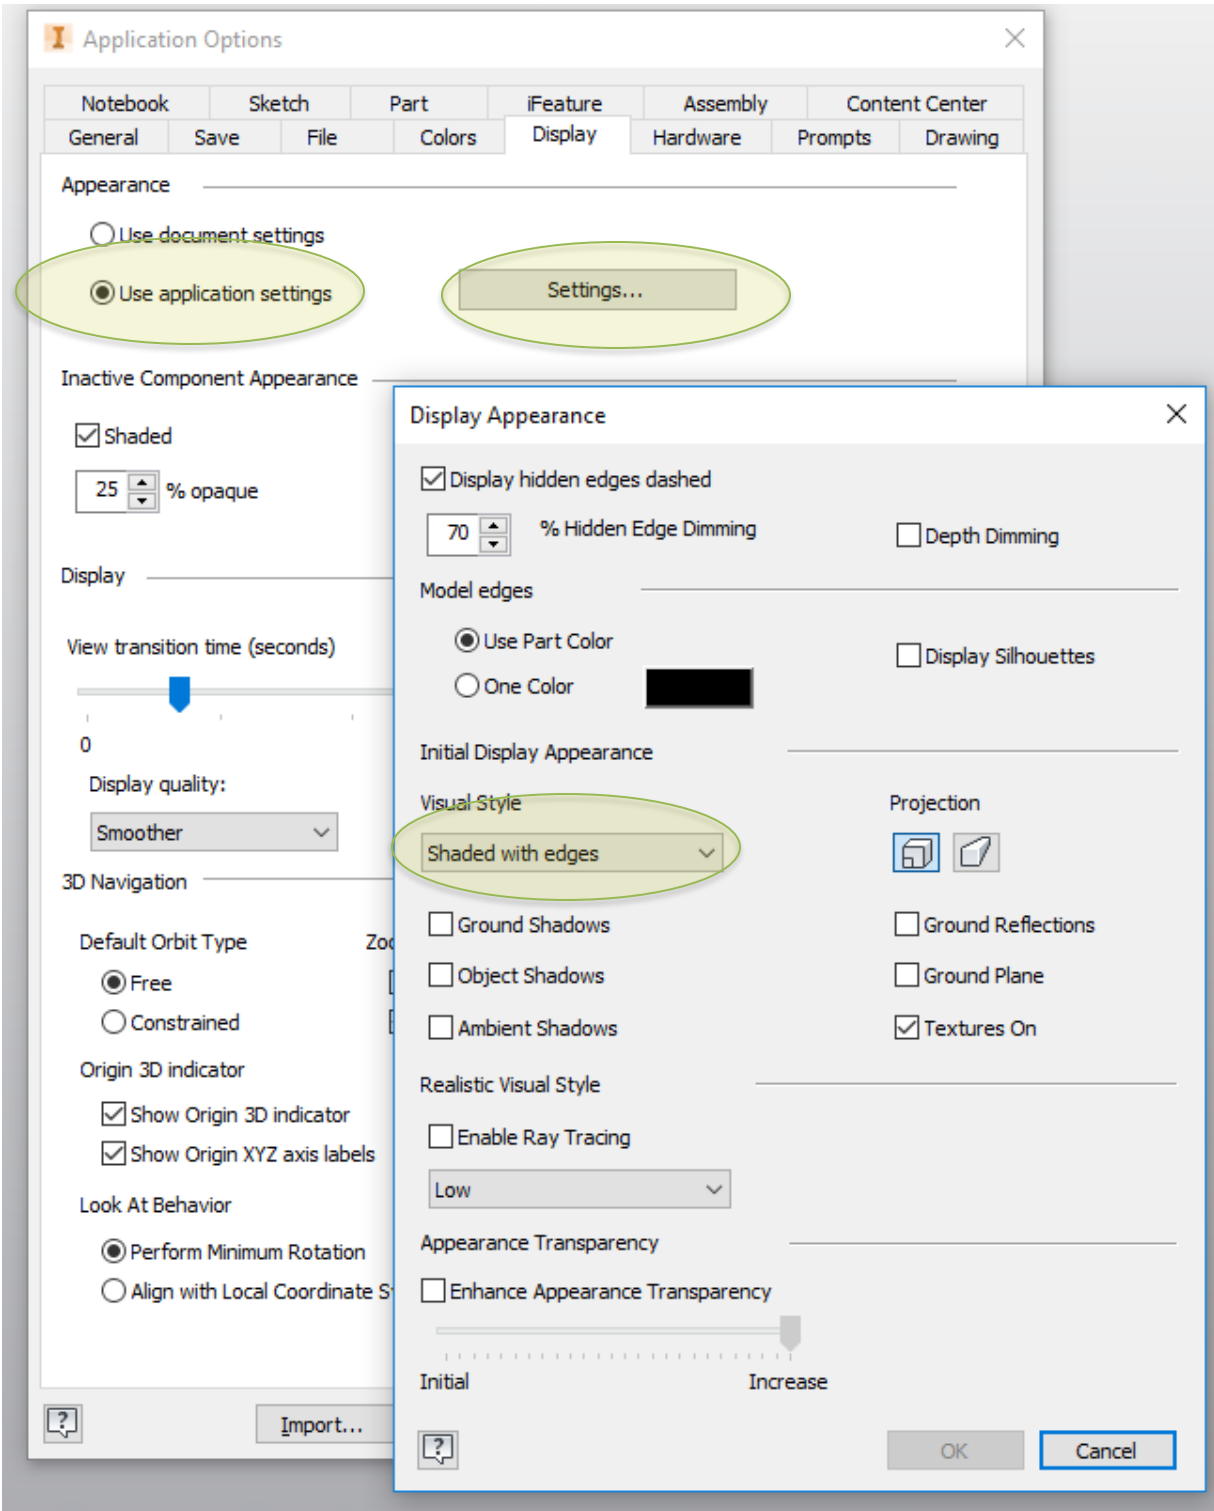 Application Options
Notebook Sketch Part iFeature Assembly Content Center
General Save File Colors Display Hardware Prompts Drawing
Appearance
Use document settings
Use application settings
Settings...
Inactive Component Appearance
Shaded
25 % opaque
Display
View transition time (seconds)
0
Display quality:
Smoother
3D Navigation
Default Orbit Type
Free
Constrained
Origin 3D indicator
Show Origin 3D indicator
Show Origin XYZ axis labels
Look At Behavior
Perform Minimum Rotation
Align with Local Coordinate
Import...
Display Appearance
Display hidden edges dashed
70 % Hidden Edge Dimming
Depth Dimming
Model edges
Use Part Color
One Color
Display Silhouettes
Initial Display Appearance
Visual Style
Projection
Shaded with edges
Ground Shadows
Ground Reflections
Object Shadows
Ground Plane
Ambient Shadows
Textures On
Realistic Visual Style
Enable Ray Tracing
Low
Appearance Transparency
Enhance Appearance Transparency
Initial
Increase
OK
Cancel